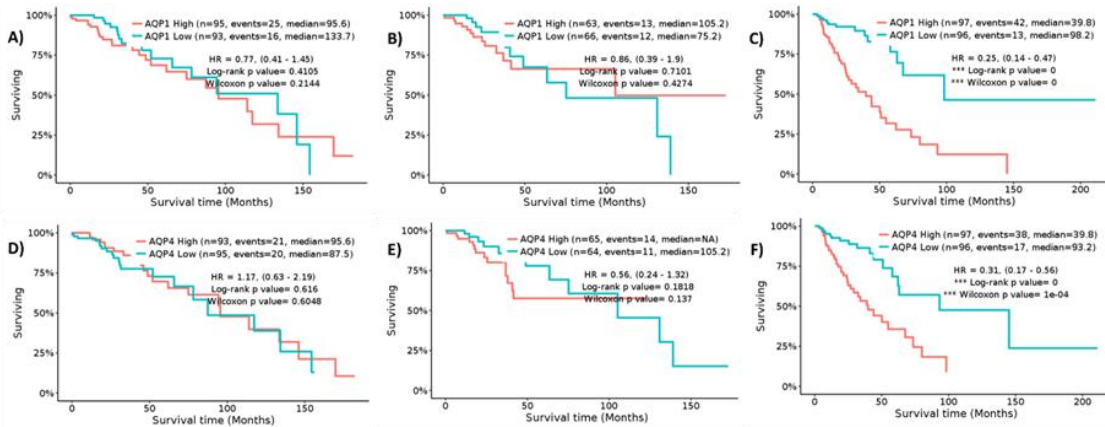 A)
AQP1 High (n=95, events=25, median=95.6)
AQP1 Low (n=93, events=16, median=133.7)
HR = 0.77, (0.41 - 1.45)
Log-rank p value= 0.4105
Wilcoxon p value= 0.2144
Surviving
100%
75%
50%
25%
0%
0 50 100 150
Survival time (Months)
B)
AQP1 High (n=63, events=13, median=105.2)
AQP1 Low (n=66, events=12, median=75.2)
HR = 0.86, (0.39 - 1.9)
Log-rank p value= 0.7101
Wilcoxon p value= 0.4274
Surviving
100%
75%
50%
25%
0%
0 50 100 150
Survival time (Months)
C)
AQP1 High (n=97, events=42, median=39.8)
AQP1 Low (n=96, events=13, median=98.2)
HR = 0.25, (0.14 - 0.47)
*** Log-rank p value= 0
*** Wilcoxon p value= 0
Surviving
100%
75%
50%
25%
0%
0 50 100 150 200
Survival time (Months)
D)
AQP4 High (n=93, events=21, median=95.6)
AQP4 Low (n=95, events=20, median=87.5)
HR = 1.17, (0.63 - 2.19)
Log-rank p value= 0.616
Wilcoxon p value= 0.6048
Surviving
100%
75%
50%
25%
0%
0 50 100 150
Survival time (Months)
E)
AQP4 High (n=65, events=14, median=NA)
AQP4 Low (n=64, events=11, median=105.2)
HR = 0.56, (0.24 - 1.32)
Log-rank p value= 0.1818
Wilcoxon p value= 0.137
Surviving
100%
75%
50%
25%
0%
0 50 100 150
Survival time (Months)
F)
AQP4 High (n=97, events=38, median=39.8)
AQP4 Low (n=96, events=17, median=93.2)
HR = 0.31, (0.17 - 0.56)
*** Log-rank p value= 0
*** Wilcoxon p value= 1e-04
Surviving
100%
75%
50%
25%
0%
0 50 100 150 200
Survival time (Months)